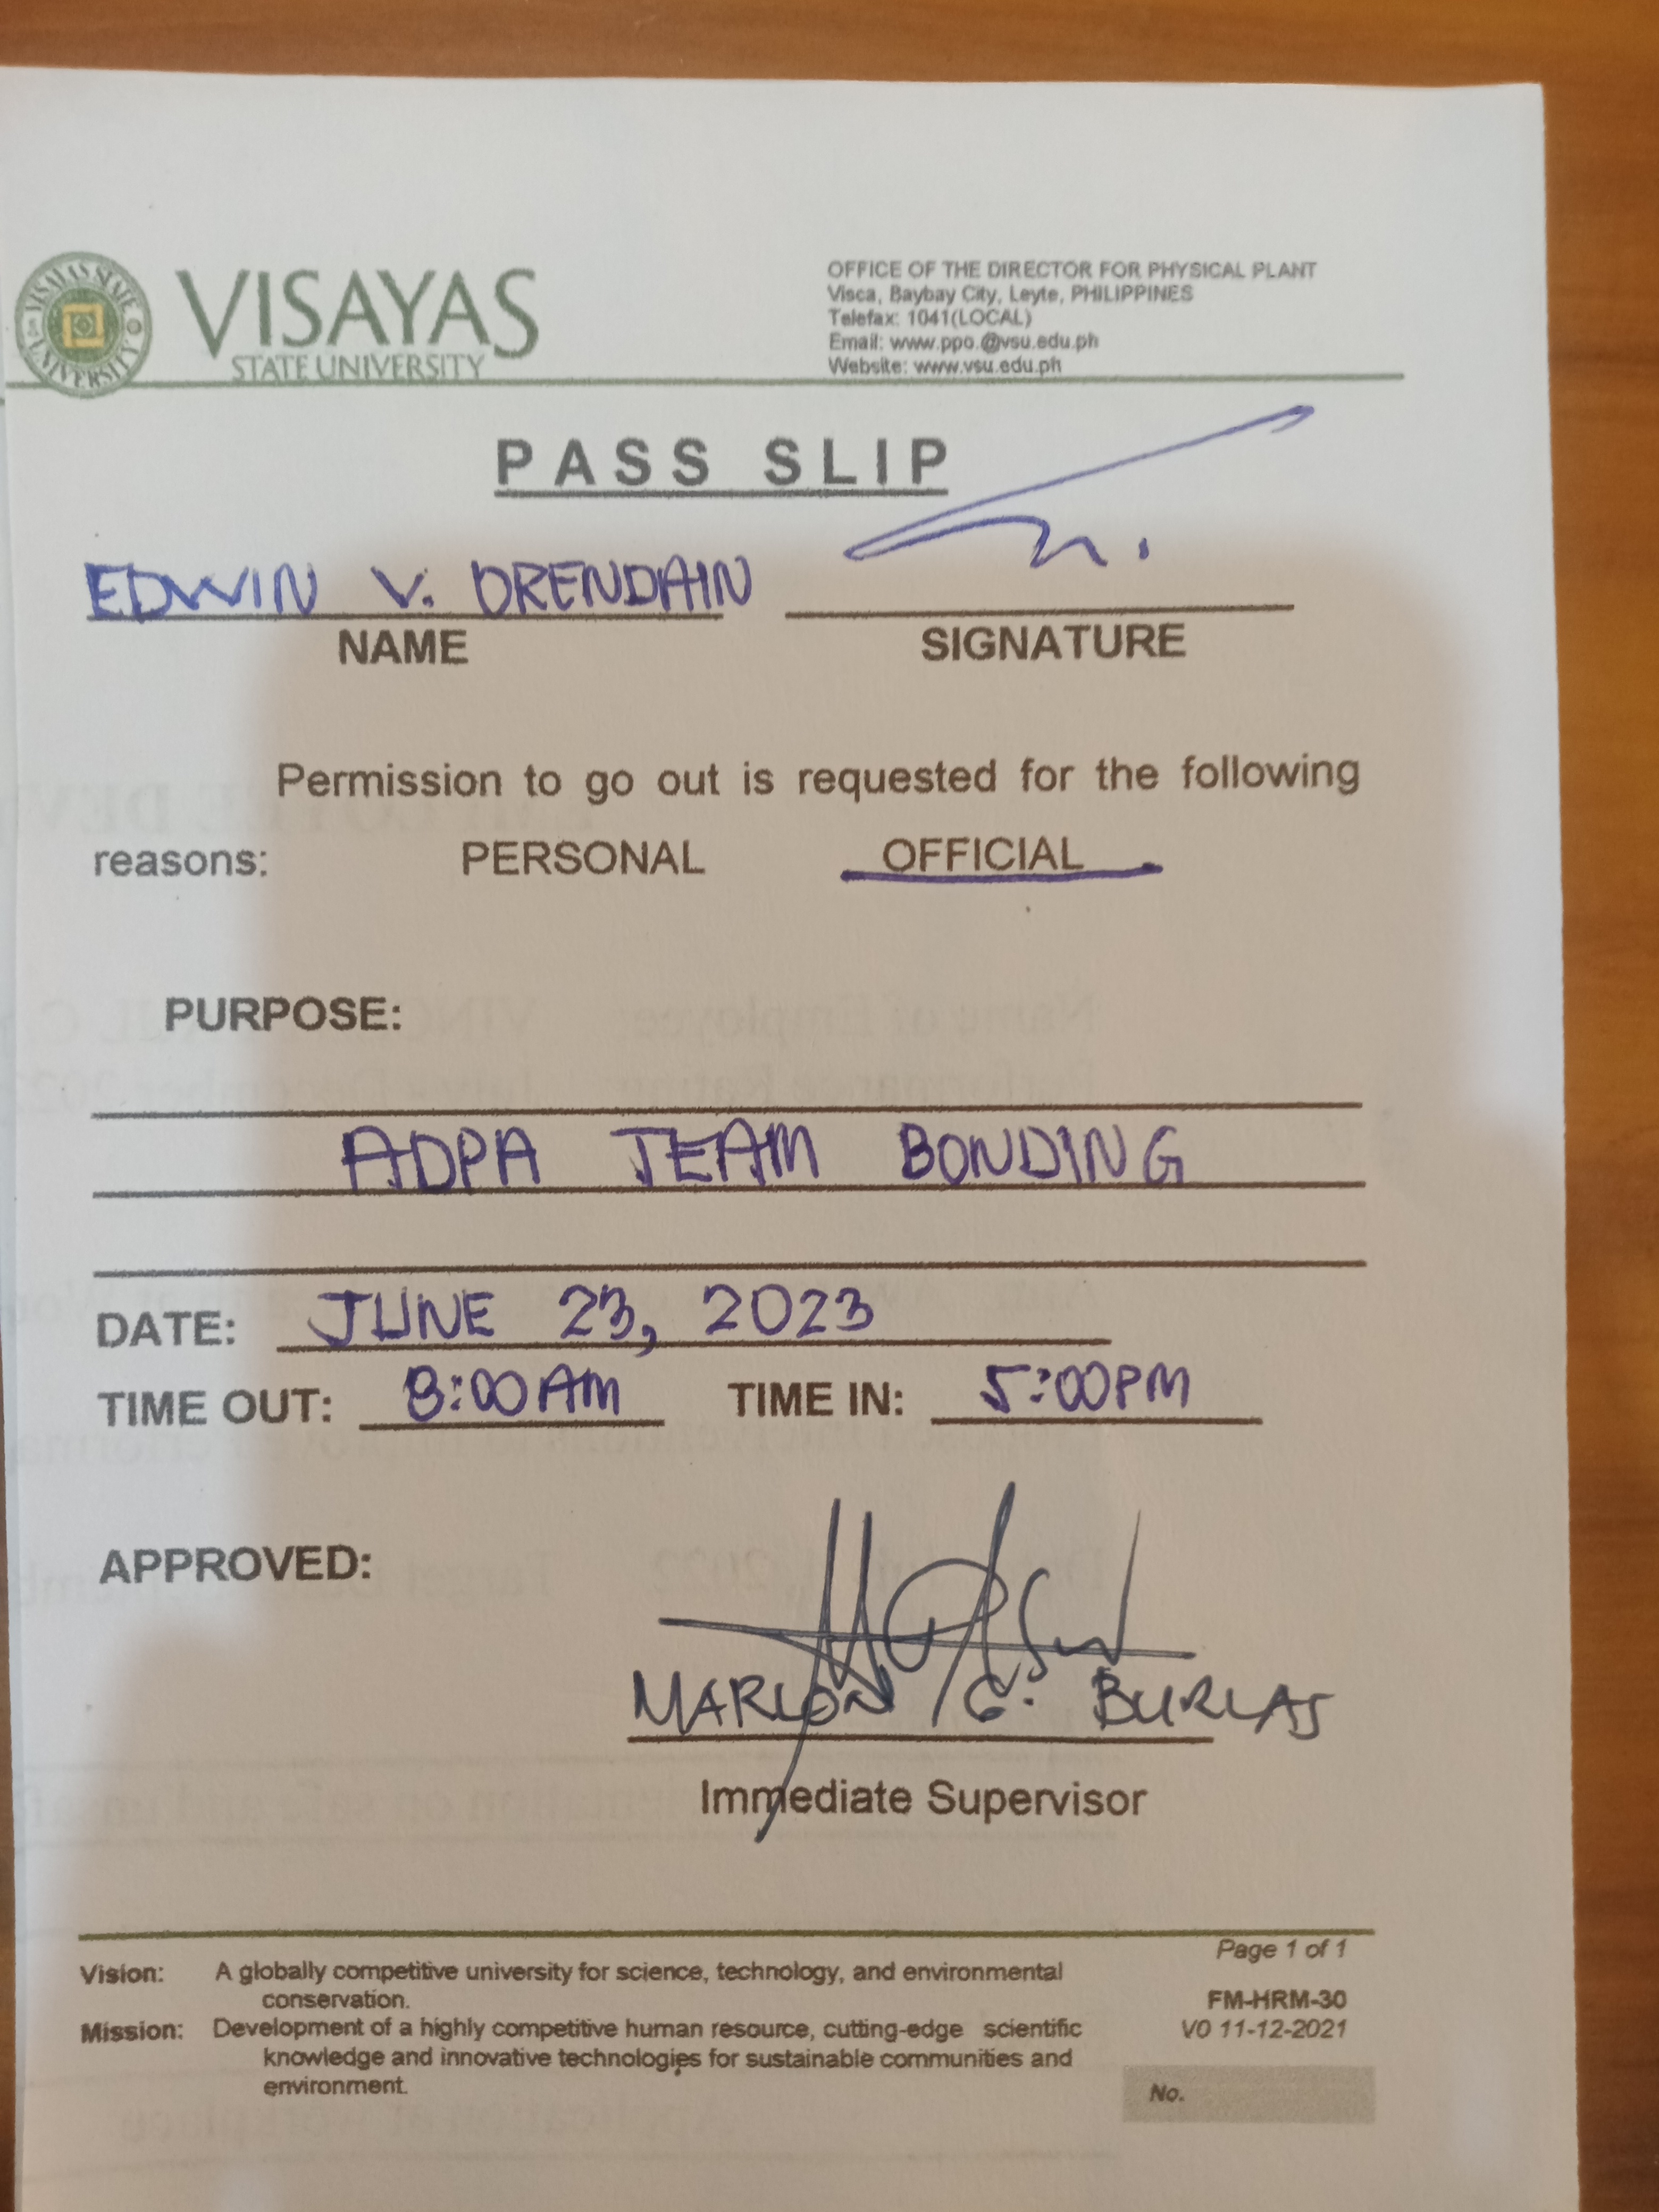 VISAYAS
STATE UNIVERSITY
OFFICE OF THE DIRECTOR FOR PHYSICAL PLANT
Visca, Baybay City, Leyte, PHILIPPINES
Telefax: 1041(LOCAL)
Email: www.ppo.@vsu.edu.ph
Website: www.vsu.edu.ph
PASS SLIP
EDWIN V. ORENDAIN
NAME SIGNATURE
Permission to go out is requested for the following
reasons: PERSONAL OFFICIAL
PURPOSE:
ADPA TEAM BONDING
DATE: JUNE 23, 2023
TIME OUT: 8:00AM TIME IN: 5:00PM
APPROVED:
MARLON G. BURLAS
Immediate Supervisor
Vision: A globally competitive university for science, technology, and environmental
conservation.
Mission: Development of a highly competitive human resource, cutting-edge scientific
knowledge and innovative technologies for sustainable communities and
environment.
Page 1 of 1
FM-HRM-30
V0 11-12-2021
No.